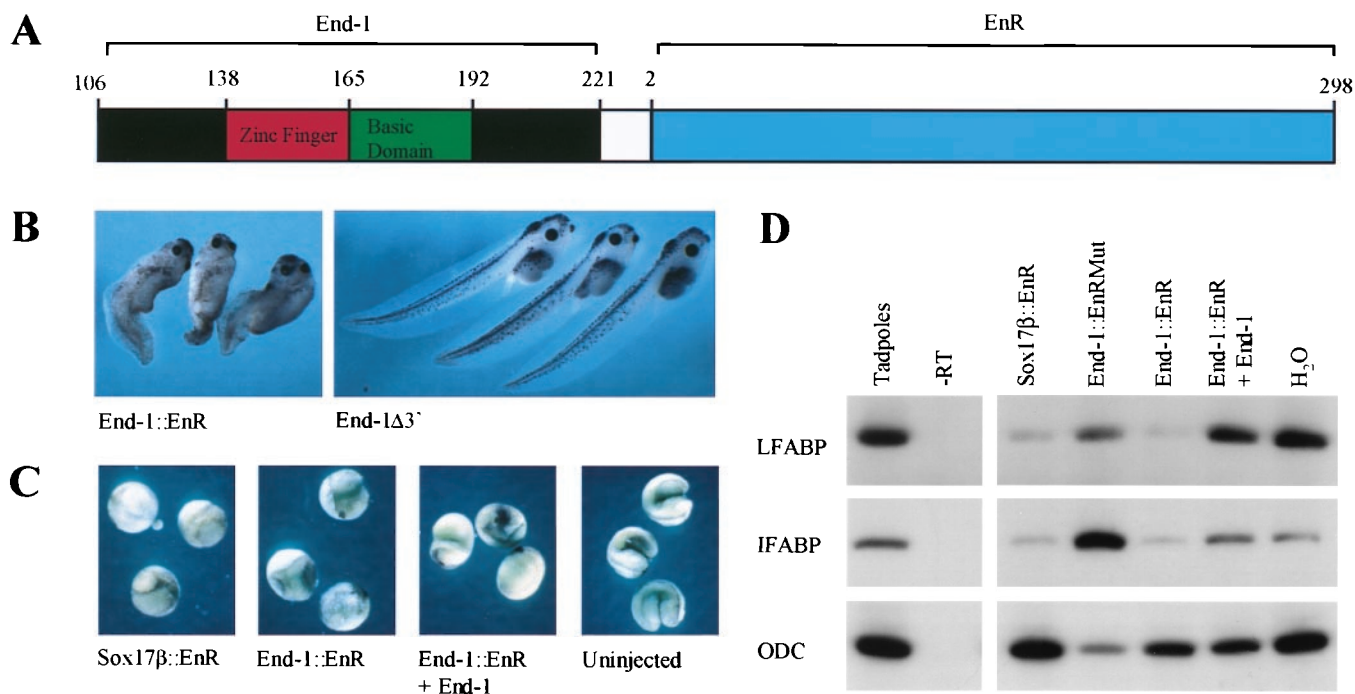 A
End-1
EnR
106
138
165
192
221
2
298
Zinc Finger
Basic
Domain
B
End-1::EnR
End-1Δ3`
C
Sox17β::EnR
End-1::EnR
End-1::EnR
+ End-1
Uninjected
D
Tadpoles
-RT
Sox17β::EnR
End-1::EnRMut
End-1::EnR
End-1::EnR
+ End-1
H₂O
LFABP
IFABP
ODC